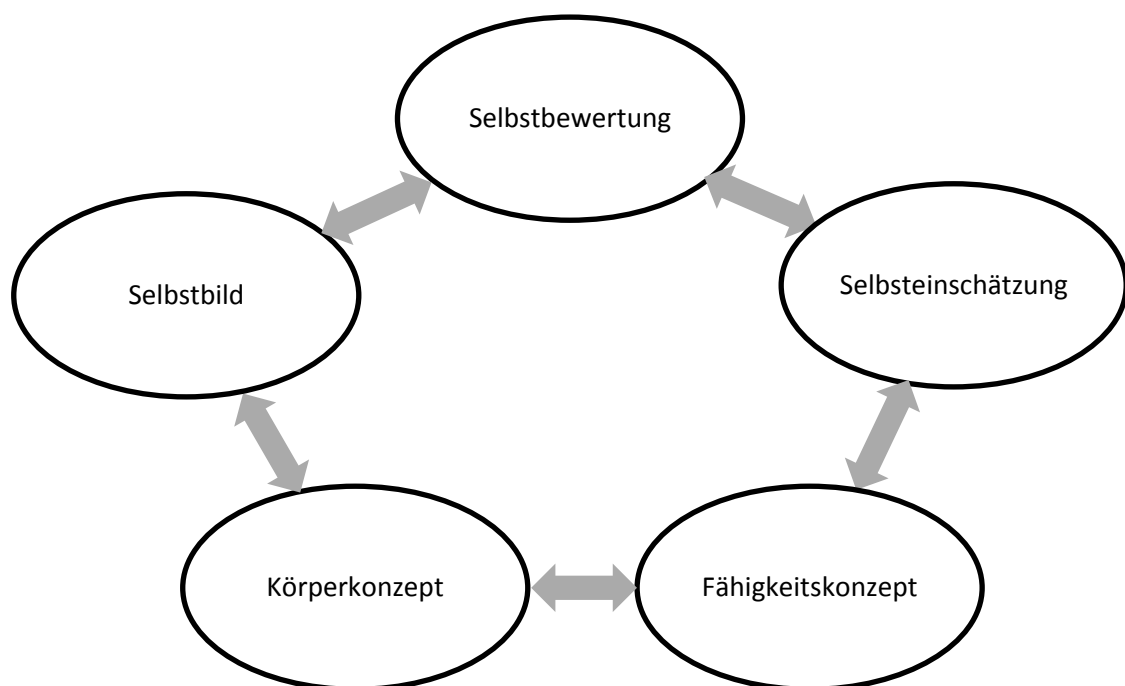 Selbstbewertung
Selbstbild
Selbsteinschätzung
Körperkonzept
Fähigkeitskonzept